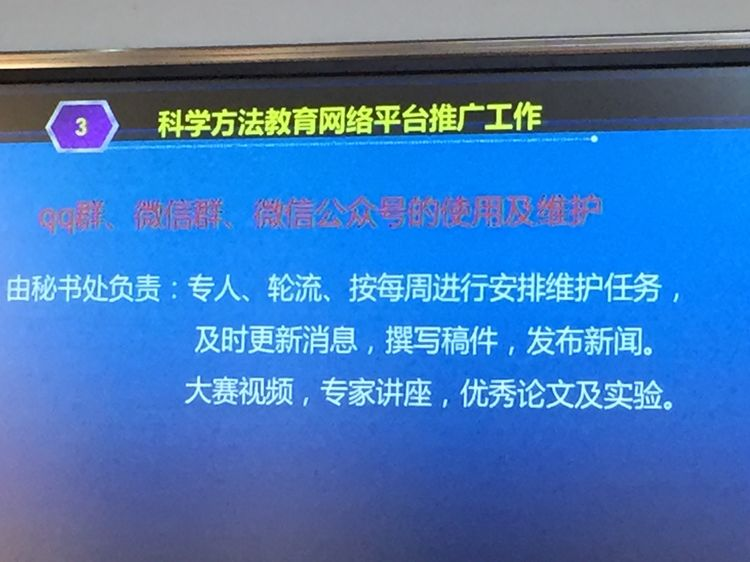 3
科学方法教育网络平台推广工作
qq群、微信群、微信公众号的使用及维护
由秘书处负责：专人、轮流、按每周进行安排维护任务，
及时更新消息，撰写稿件，发布新闻。
大赛视频，专家讲座，优秀论文及实验。